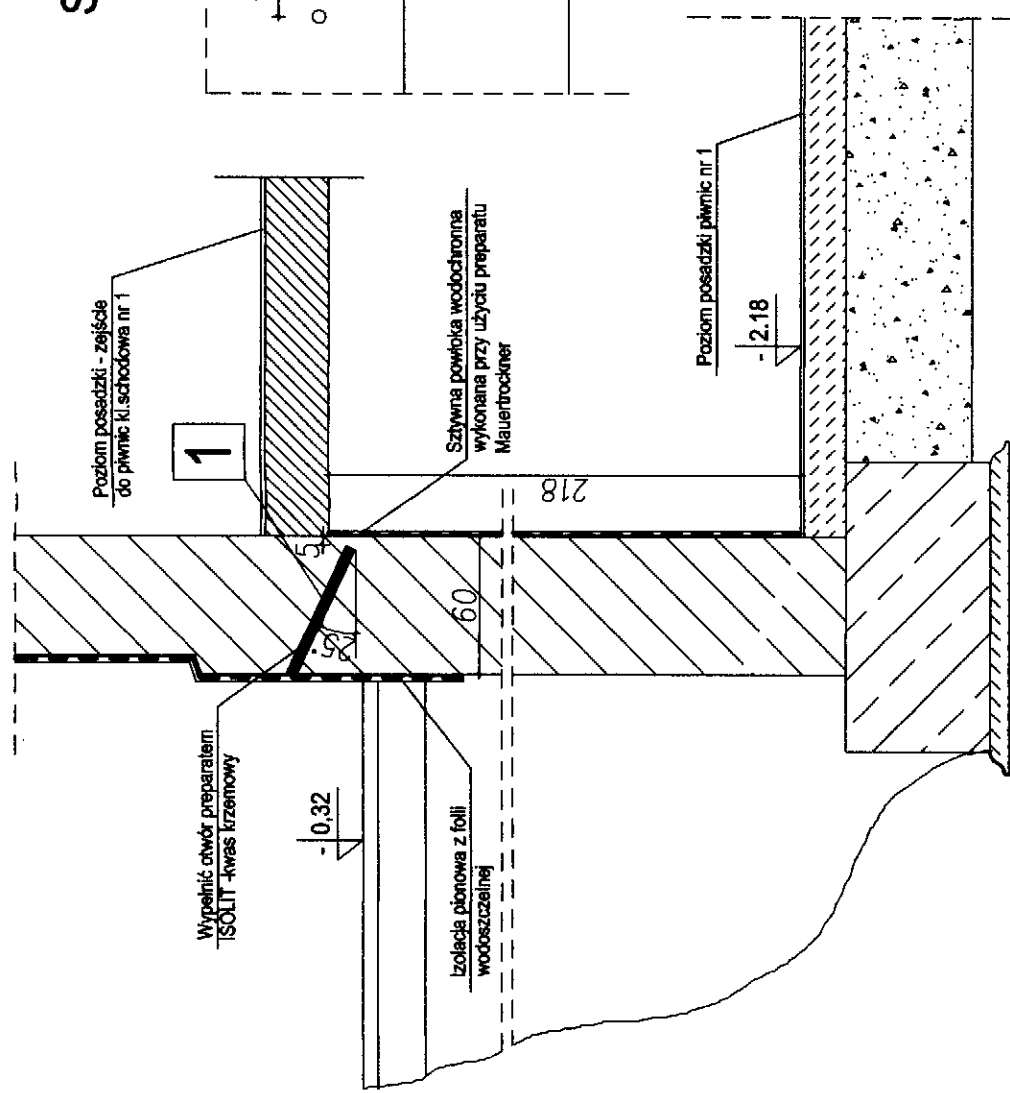 S
Poziom posadzki - zejście
do piwnic kl.schodowa nr 1
1
Wypełnić otwór preparatem
ISOLIT -kwas krzemowy
5
25°
60
218
Sztywna powłoka wodochronna
wykonana przy użyciu preparatu
Mauertrockner
- 0,32
Izolacja pionowa z folii
wodoszczelnej
Poziom posadzki piwnic nr 1
- 2.18